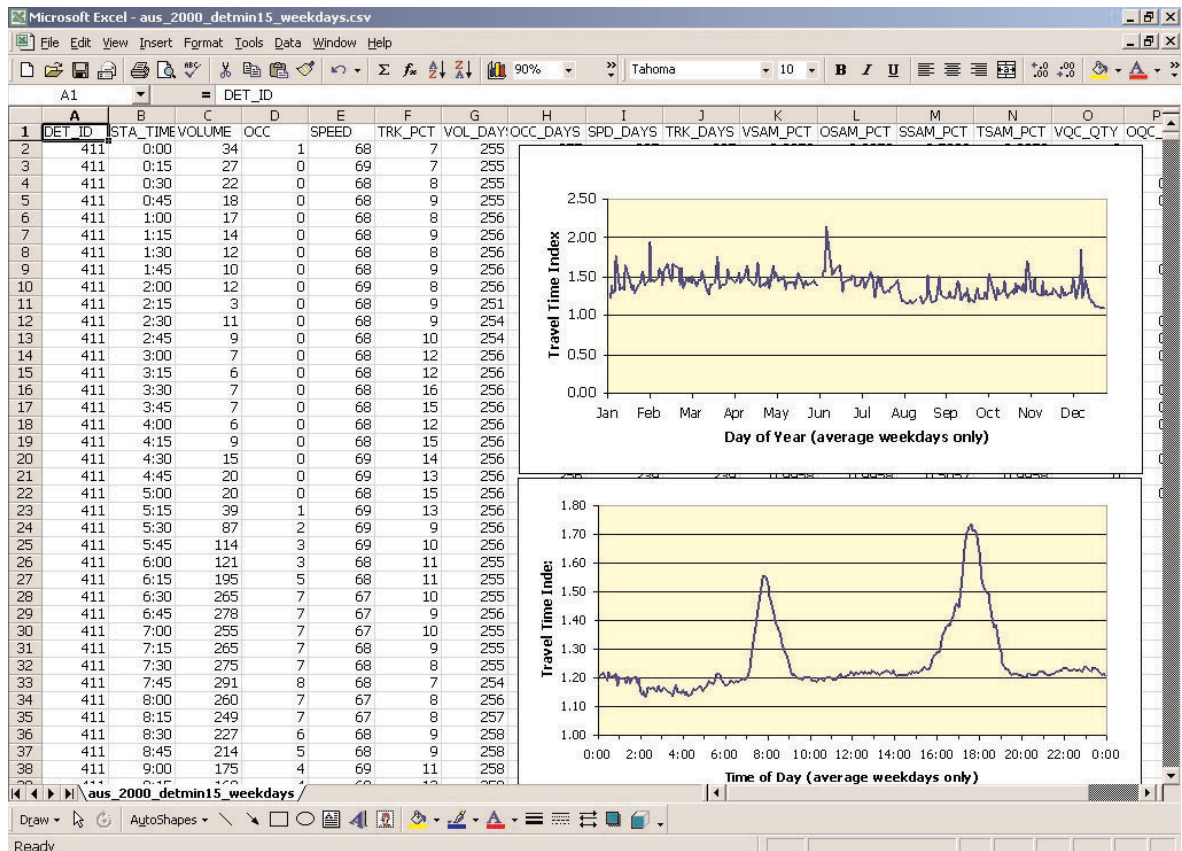 Microsoft Excel - aus_2000_detmin15_weekdays.csv
File Edit View Insert Format Tools Data Window Help
90% Tahoma 10 B I U
A1 = DET_ID
A B C D E F G H I J K L M N O P
1 DET_ID STA_TIME VOLUME OCC SPEED TRK_PCT VOL_DAY OCC_DAYS SPD_DAYS TRK_DAYS VSAM_PCT OSAM_PCT SSAM_PCT TSAM_PCT VQC_QTY OQC_
2 411 0:00 34 1 68 7 255
3 411 0:15 27 0 69 7 255
4 411 0:30 22 0 68 8 255
5 411 0:45 18 0 68 9 255
6 411 1:00 17 0 68 8 256
7 411 1:15 14 0 68 9 256
8 411 1:30 12 0 68 8 256
9 411 1:45 10 0 68 9 256
10 411 2:00 12 0 69 8 256
11 411 2:15 3 0 68 9 251
12 411 2:30 11 0 68 9 254
13 411 2:45 9 0 68 10 254
14 411 3:00 7 0 68 12 256
15 411 3:15 6 0 68 12 256
16 411 3:30 7 0 68 16 256
17 411 3:45 7 0 68 15 256
18 411 4:00 6 0 68 12 256
19 411 4:15 9 0 68 15 256
20 411 4:30 15 0 69 14 256
21 411 4:45 20 0 69 13 256
22 411 5:00 20 0 68 15 256
23 411 5:15 39 1 69 13 256
24 411 5:30 87 2 69 9 256
25 411 5:45 114 3 69 10 256
26 411 6:00 121 3 68 11 255
27 411 6:15 195 5 68 11 255
28 411 6:30 265 7 67 10 255
29 411 6:45 278 7 67 9 256
30 411 7:00 255 7 67 10 255
31 411 7:15 265 7 68 9 255
32 411 7:30 275 7 68 8 255
33 411 7:45 291 8 68 7 254
34 411 8:00 260 7 67 8 256
35 411 8:15 249 7 67 8 257
36 411 8:30 227 6 68 9 258
37 411 8:45 214 5 68 9 258
38 411 9:00 175 4 69 11 258
Travel Time Index
2.50
2.00
1.50
1.00
0.50
0.00
Jan Feb Mar Apr May Jun Jul Aug Sep Oct Nov Dec
Day of Year (average weekdays only)
Travel Time Inde:
1.80
1.70
1.60
1.50
1.40
1.30
1.20
1.10
1.00
0:00 2:00 4:00 6:00 8:00 10:00 12:00 14:00 16:00 18:00 20:00 22:00 0:00
Time of Day (average weekdays only)
aus_2000_detmin15_weekdays
Draw AutoShapes
Ready